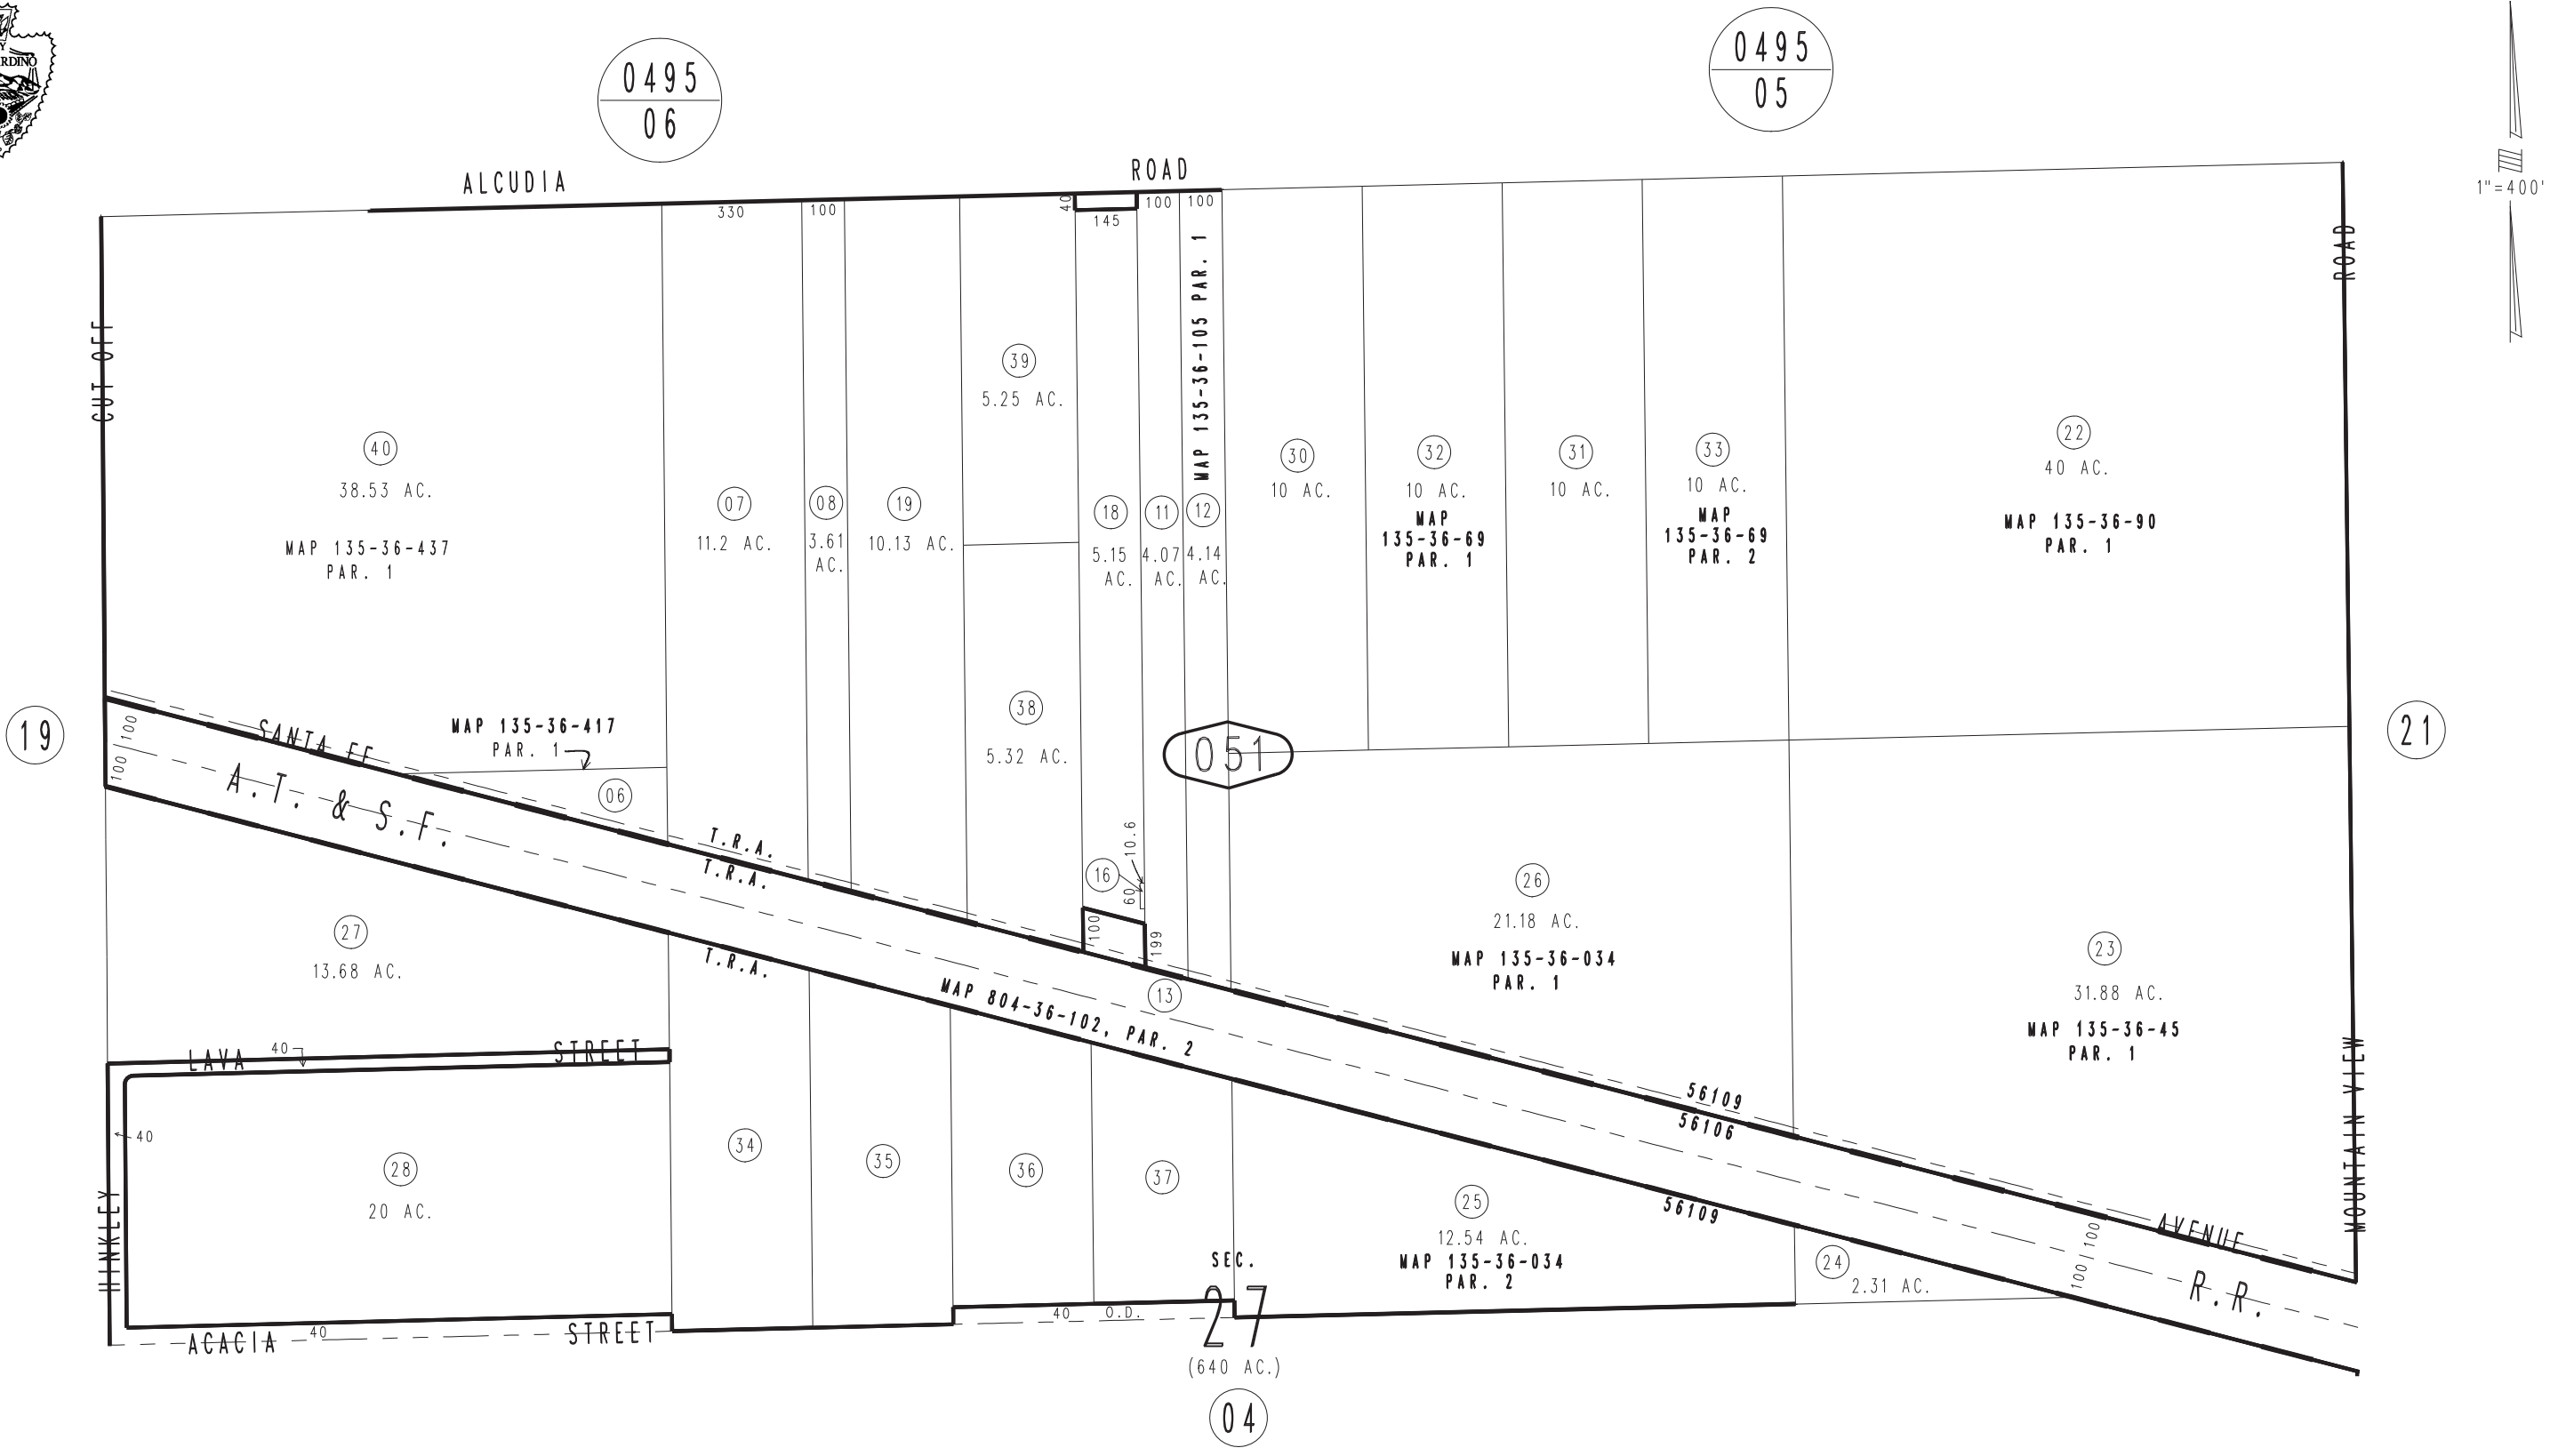 RDINO
0495
06
0495
05
1"=400'
ALCUDIA ROAD
330
100
40
145
100
100
CUT OFF
ROAD
MAP 135-36-105 PAR. 1
39
5.25 AC.
40
38.53 AC.
MAP 135-36-437
PAR. 1
07
11.2 AC.
08
3.61
AC.
19
10.13 AC.
18
5.15
AC.
11
4.07
AC.
12
4.14
AC.
30
10 AC.
32
10 AC.
MAP
135-36-69
PAR. 1
31
10 AC.
33
10 AC.
MAP
135-36-69
PAR. 2
22
40 AC.
MAP 135-36-90
PAR. 1
19
100
100
SANTA FE
MAP 135-36-417
PAR. 1
06
A.T. & S.F.
38
5.32 AC.
051
21
T.R.A.
T.R.A.
T.R.A.
16
10.6
60
100
199
13
MAP 804-36-102, PAR. 2
26
21.18 AC.
MAP 135-36-034
PAR. 1
23
31.88 AC.
MAP 135-36-45
PAR. 1
27
13.68 AC.
LAVA STREET
40
40
HINKLEY
28
20 AC.
34
35
36
37
56109
56106
56109
25
12.54 AC.
MAP 135-36-034
PAR. 2
24
2.31 AC.
100
100
AVENUE
R.R.
MOUNTAIN VIEW
ACACIA 40 STREET
40 O.D.
SEC.
27
(640 AC.)
04